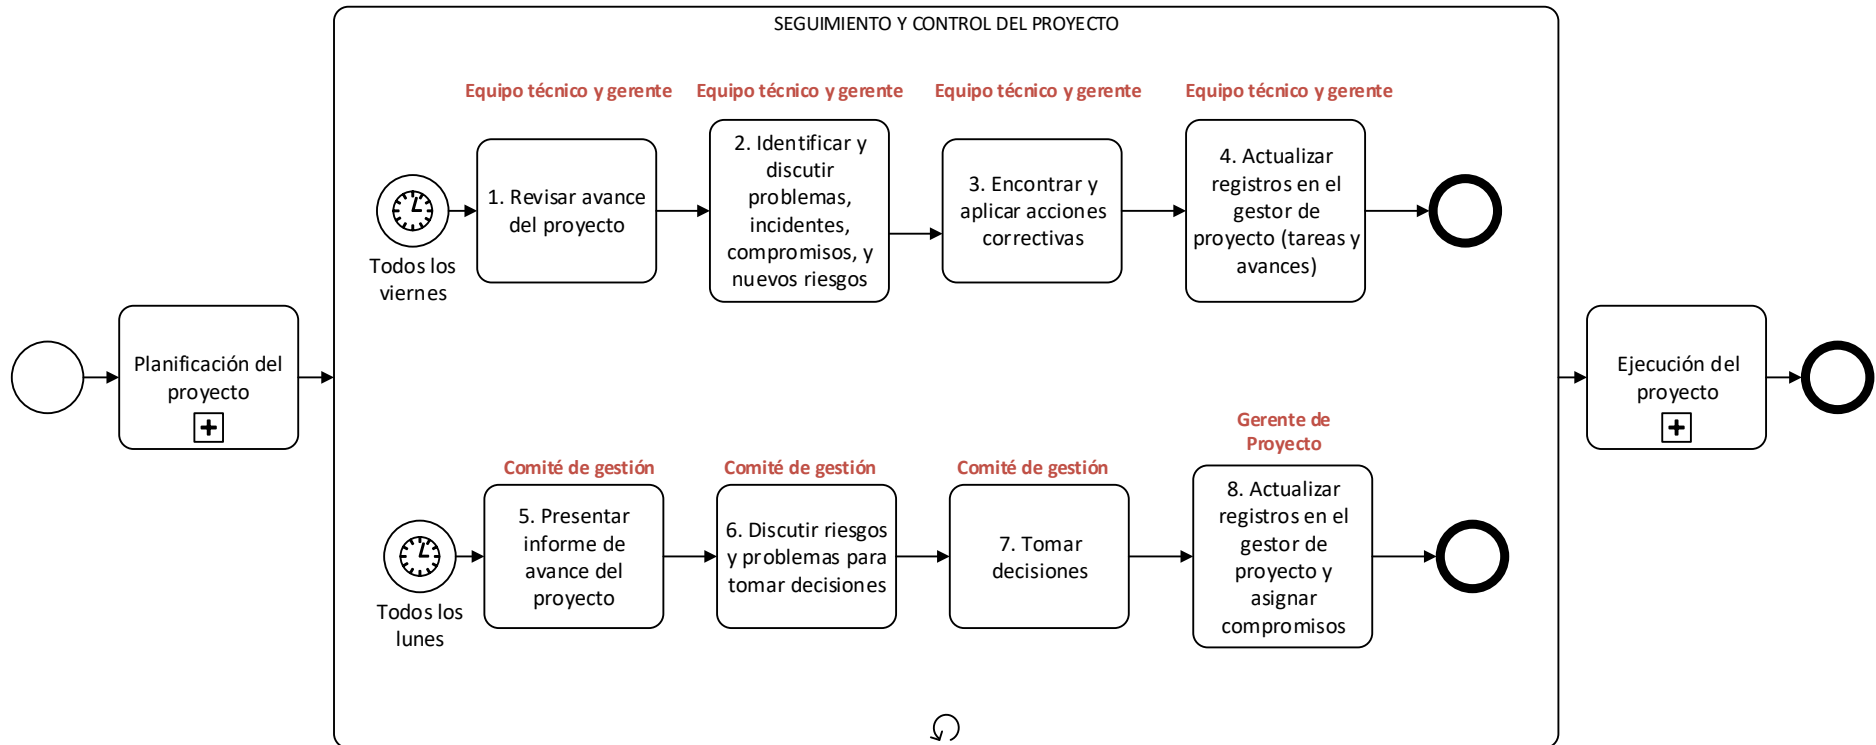 SEGUIMIENTO Y CONTROL DEL PROYECTO
Equipo técnico y gerente
Equipo técnico y gerente
Equipo técnico y gerente
Equipo técnico y gerente
Todos los
viernes
1. Revisar avance
del proyecto
2. Identificar y
discutir
problemas,
incidentes,
compromisos, y
nuevos riesgos
3. Encontrar y
aplicar acciones
correctivas
4. Actualizar
registros en el
gestor de
proyecto (tareas y
avances)
Planificación del
proyecto
Ejecución del
proyecto
Comité de gestión
Comité de gestión
Comité de gestión
Gerente de
Proyecto
Todos los
lunes
5. Presentar
informe de
avance del
proyecto
6. Discutir riesgos
y problemas para
tomar decisiones
7. Tomar
decisiones
8. Actualizar
registros en el
gestor de
proyecto y
asignar
compromisos